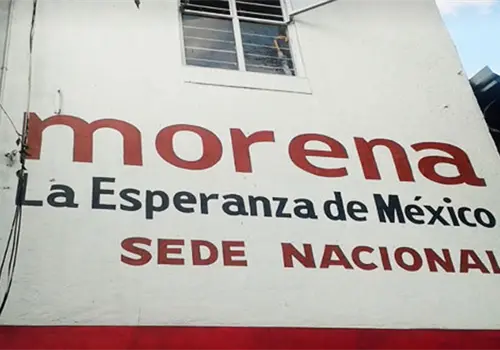 morena
La Esperanza de México
SEDE NACIONAL